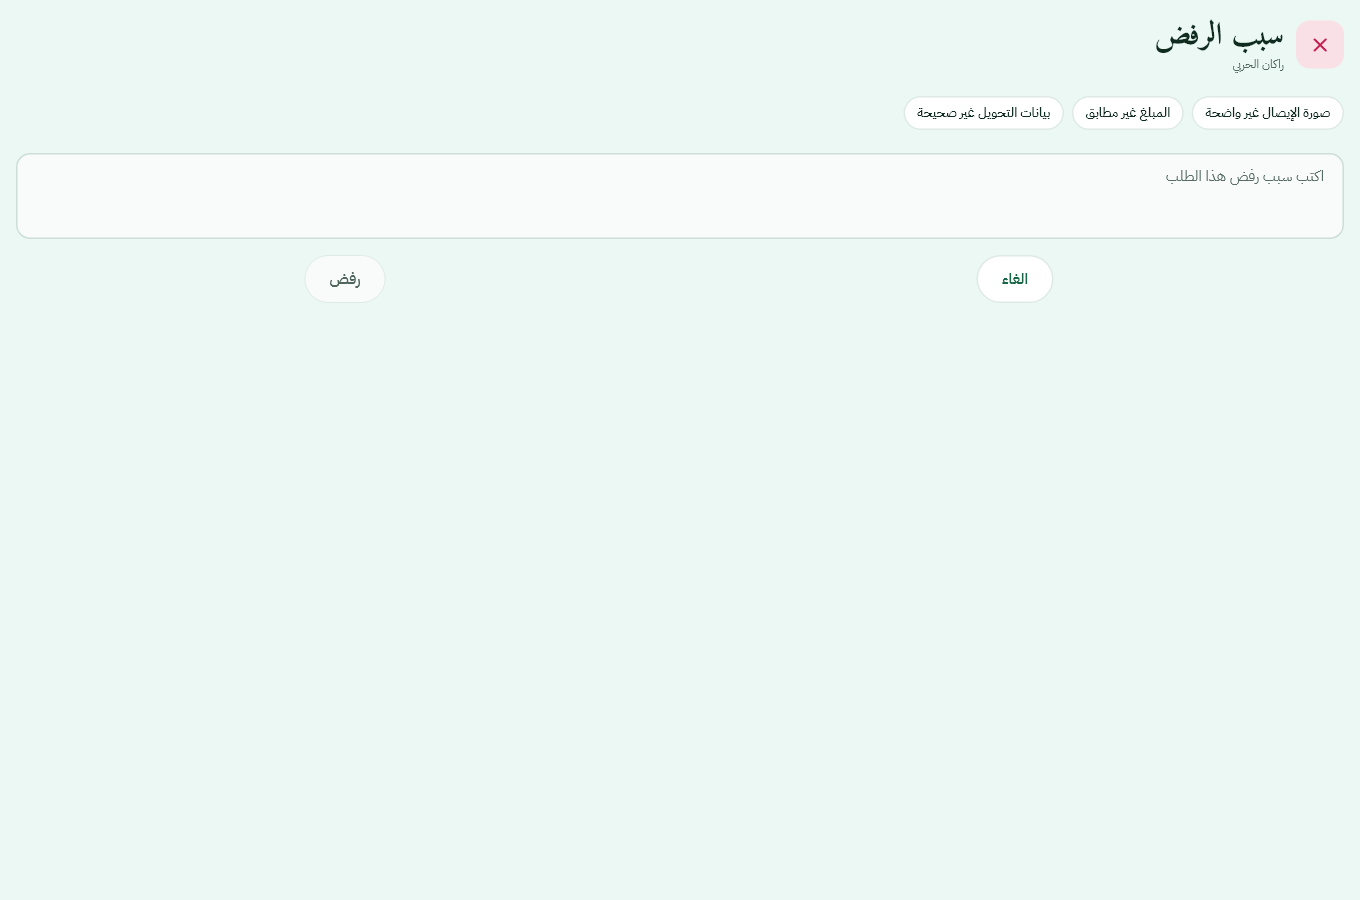 سبب الرفض
راكان الحربي
صورة الإيصال غير واضحة
المبلغ غير مطابق
بيانات التحويل غير صحيحة
اكتب سبب رفض هذا الطلب
الغاء
رفض